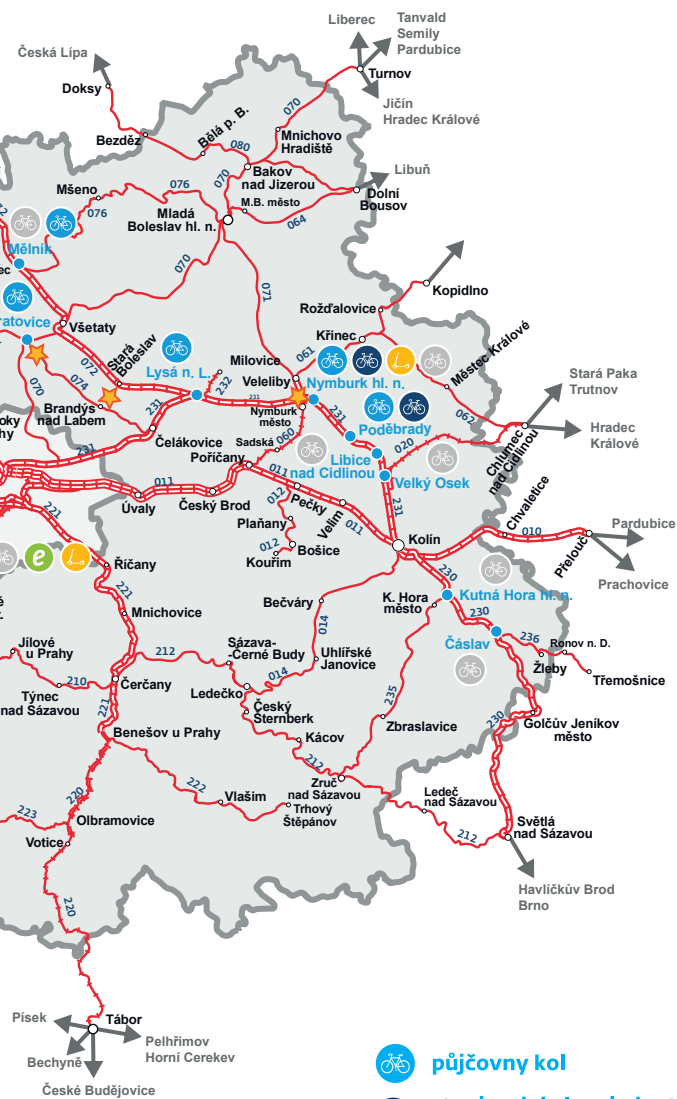 Liberec
Tanvald
Semily
Pardubice
Česká Lípa
Turnov
Doksy
Jičín
Hradec Králové
070
Bezděz
Bělá p. B.
080
Mnichovo
Hradiště
Bakov
nad Jizerou
Libuň
Mšeno
076
070
M.B. město
Dolní
Bousov
076
Mladá
Boleslav hl. n.
064
Mělník
070
071
Kopidlno
Rožďalovice
ratovice
Všetaty
Křinec
061
Městec Králové
072
Stará
Boleslav
Milovice
Lysá n. L.
232
Veleliby
Nymburk hl. n.
Stará Paka
Trutnov
070
074
231
Nymburk
město
231
062
Brandýs
nad Labem
231
Poděbrady
Hradec
Králové
Čelákovice
Sadská
060
020
Chlumec
nad Cidlinou
231
Poříčany
Libice
nad Cidlinou
Velký Osek
011
011
012
Pečky
231
Chvaletice
Úvaly
Český Brod
Velim
011
221
Plaňany
010
Pardubice
012
Bošice
Kolín
Přelouč
Kouřim
Říčany
230
Prachovice
221
Bečváry
K. Hora
město
Kutná Hora hl. n.
Mnichovice
014
230
236
Čáslav
Ronov n. D.
Jílové
u Prahy
212
Sázava-
-Černé Budy
Uhlířské
Janovice
Žleby
Třemošnice
210
Čerčany
014
Ledečko
235
Týnec
nad Sázavou
221
Český
Šternberk
230
Golčův Jeníkov
město
Zbraslavice
Benešov u Prahy
Kácov
212
222
Zruč
nad Sázavou
Ledeč
nad Sázavou
220
Vlašim
Trhový
Štěpánov
223
Olbramovice
Světlá
nad Sázavou
Votice
212
Havlíčkův Brod
Brno
220
Písek
Tábor
Pelhřimov
Horní Cerekev
Bechyně
České Budějovice
půjčovny kol